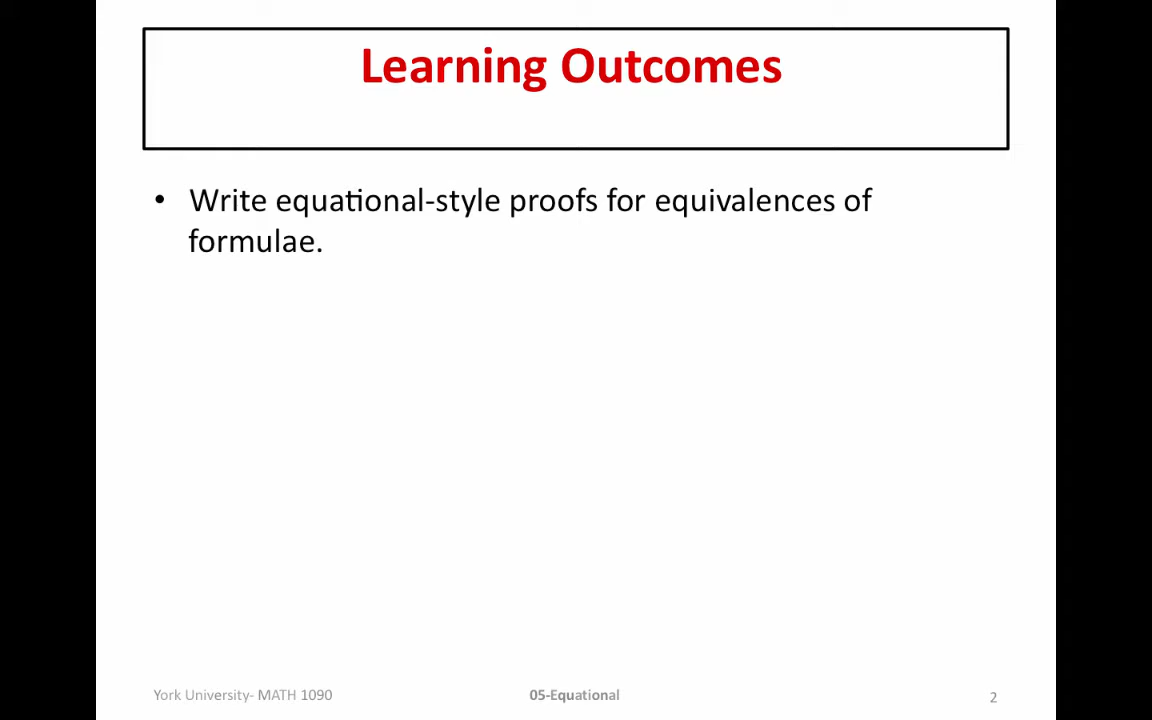 Learning Outcomes
• Write equational-style proofs for equivalences of
formulae.
York University- MATH 1090
05-Equational
2